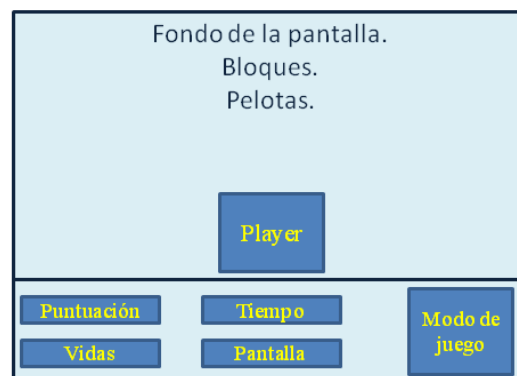 Fondo de la pantalla.
Bloques.
Pelotas.
Player
Puntuación
Tiempo
Vidas
Pantalla
Modo de
juego